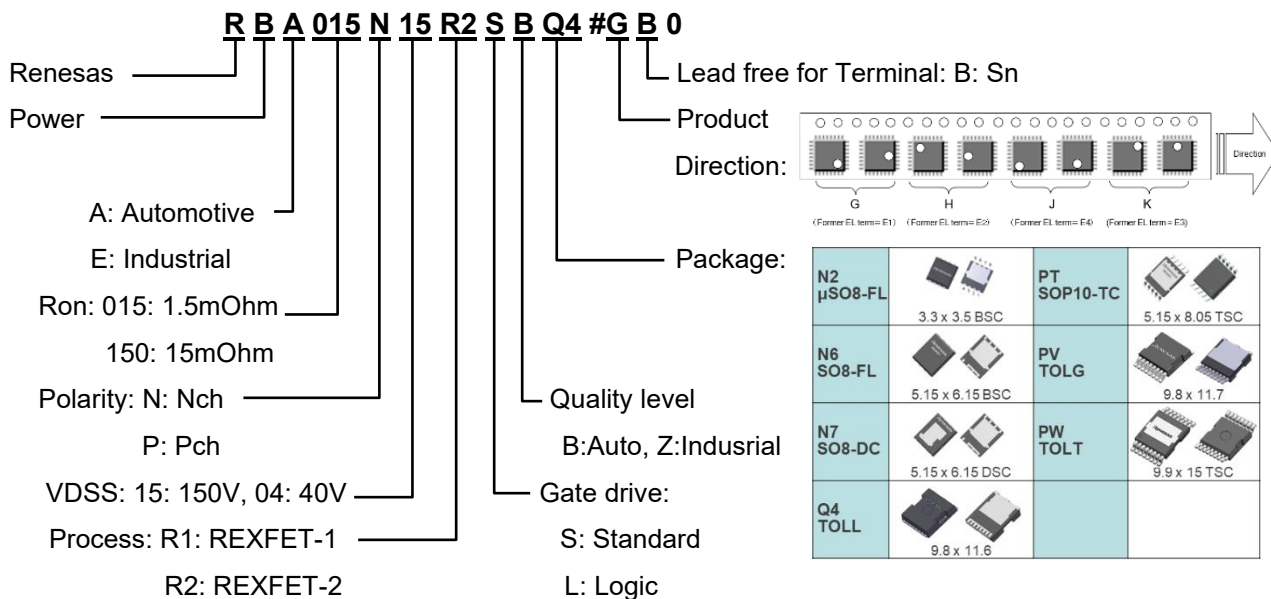 R B A 015 N 15 R2 S B Q4 #G B 0
Renesas
Power
A: Automotive
E: Industrial
Ron: 015: 1.5mOhm
150: 15mOhm
Polarity: N: Nch
P: Pch
VDSS: 15: 150V, 04: 40V
Process: R1: REXFET-1
R2: REXFET-2
Lead free for Terminal: B: Sn
Product
Direction:
Direction
G H J K
(Former EL term= E1) (Former EL term= E2) (Former EL term= E4) (Former EL term= E3)
Package:
Quality level
B:Auto, Z:Indusrial
Gate drive:
S: Standard
L: Logic
N2
µSO8-FL
3.3 x 3.5 BSC
PT
SOP10-TC
5.15 x 8.05 TSC
N6
SO8-FL
5.15 x 6.15 BSC
PV
TOLG
9.8 x 11.7
N7
SO8-DC
5.15 x 6.15 DSC
PW
TOLT
9.9 x 15 TSC
Q4
TOLL
9.8 x 11.6